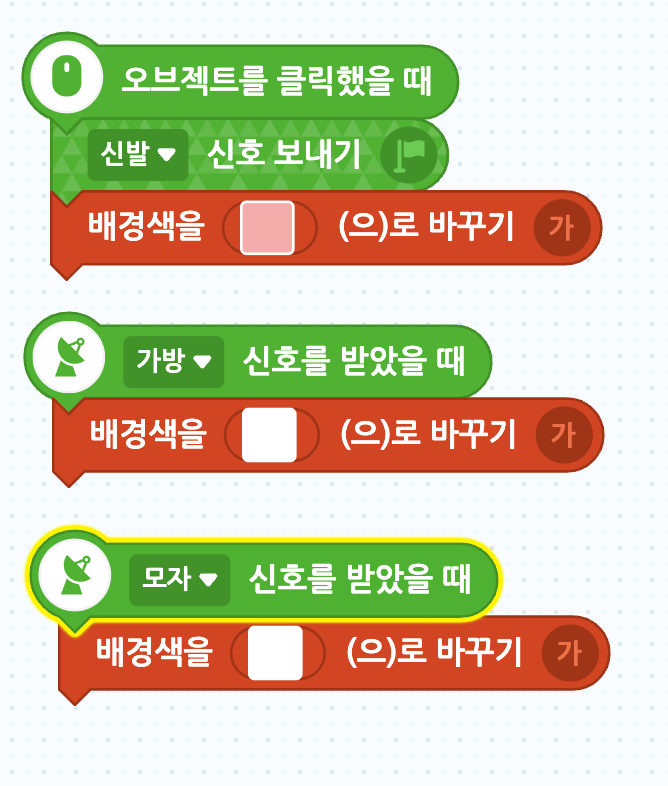 오브젝트를 클릭했을 때
신발 신호 보내기
배경색을 (으)로 바꾸기 가
가방 신호를 받았을 때
배경색을 (으)로 바꾸기 가
모자 신호를 받았을 때
배경색을 (으)로 바꾸기 가